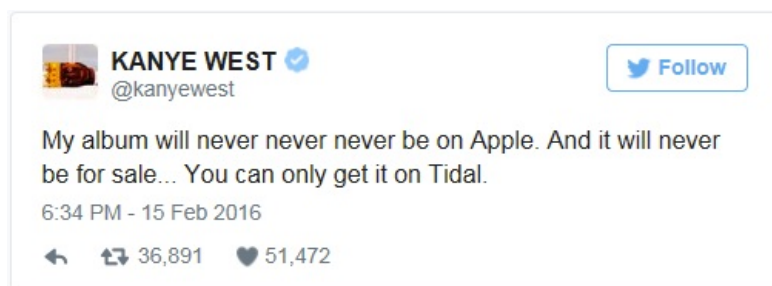 KANYE WEST
@kanyewest
Follow
My album will never never never be on Apple. And it will never
be for sale... You can only get it on Tidal.
6:34 PM - 15 Feb 2016
36,891 51,472